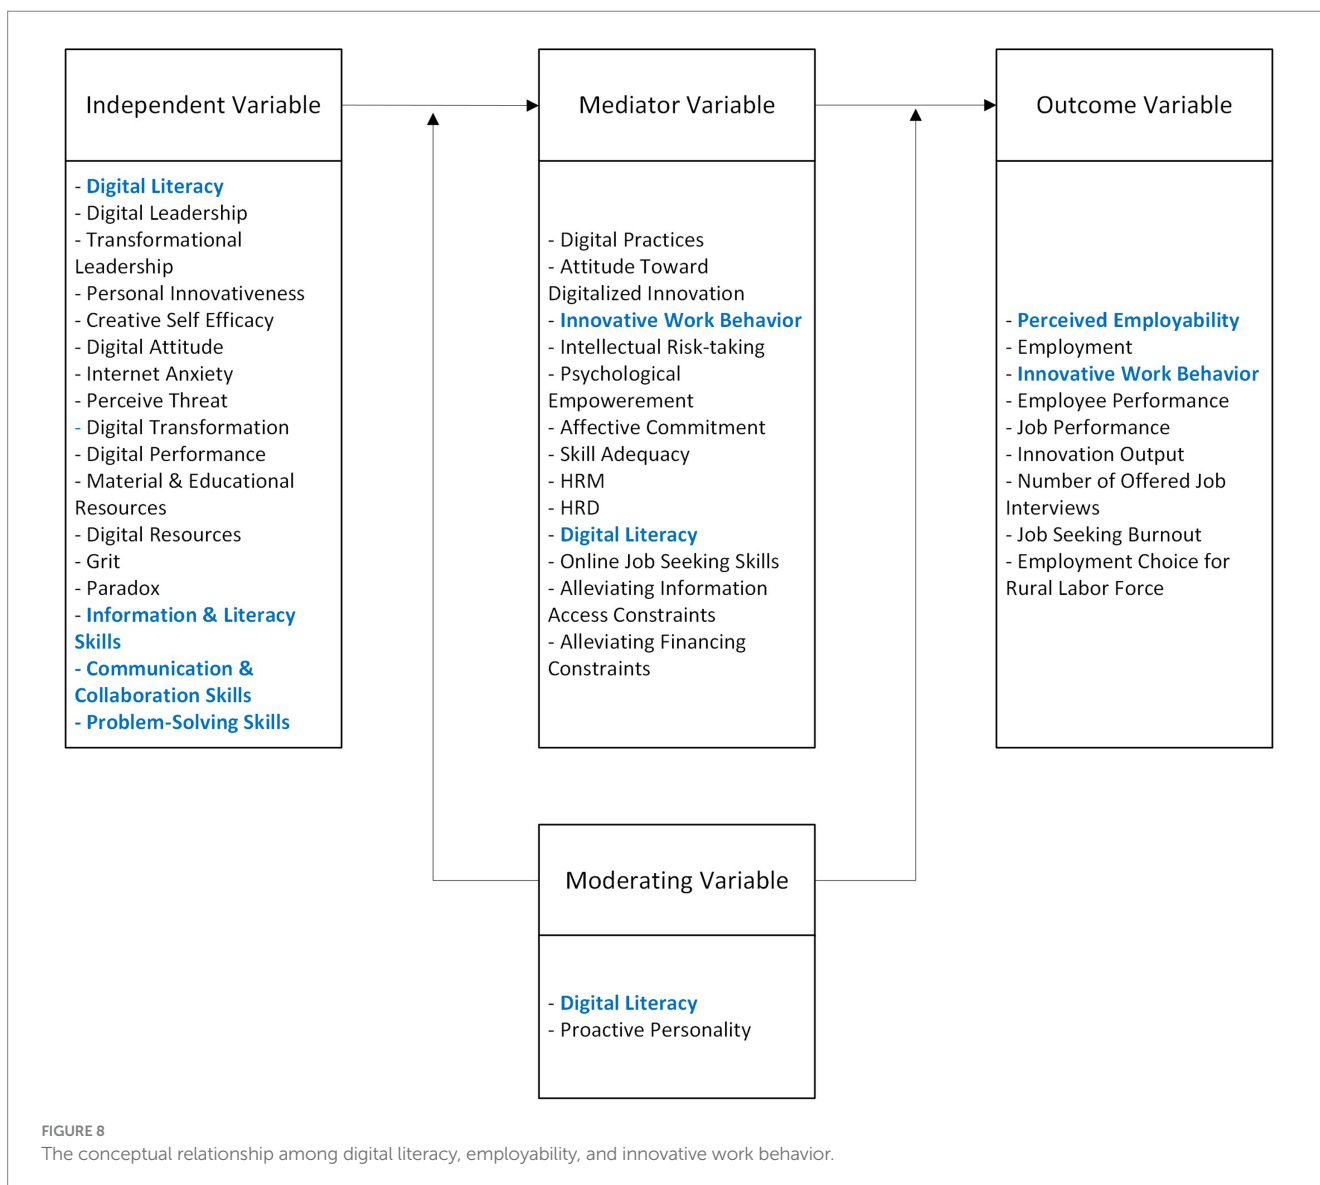 Independent Variable
- Digital Literacy
- Digital Leadership
- Transformational
Leadership
- Personal Innovativeness
- Creative Self Efficacy
- Digital Attitude
- Internet Anxiety
- Perceive Threat
- Digital Transformation
- Digital Performance
- Material & Educational
Resources
- Digital Resources
- Grit
- Paradox
- Information & Literacy
Skills
- Communication &
Collaboration Skills
- Problem-Solving Skills
Mediator Variable
- Digital Practices
- Attitude Toward
Digitalized Innovation
- Innovative Work Behavior
- Intellectual Risk-taking
- Psychological
Empowerement
- Affective Commitment
- Skill Adequacy
- HRM
- HRD
- Digital Literacy
- Online Job Seeking Skills
- Alleviating Information
Access Constraints
- Alleviating Financing
Constraints
Outcome Variable
- Perceived Employability
- Employment
- Innovative Work Behavior
- Employee Performance
- Job Performance
- Innovation Output
- Number of Offered Job
Interviews
- Job Seeking Burnout
- Employment Choice for
Rural Labor Force
Moderating Variable
- Digital Literacy
- Proactive Personality
FIGURE 8
The conceptual relationship among digital literacy, employability, and innovative work behavior.